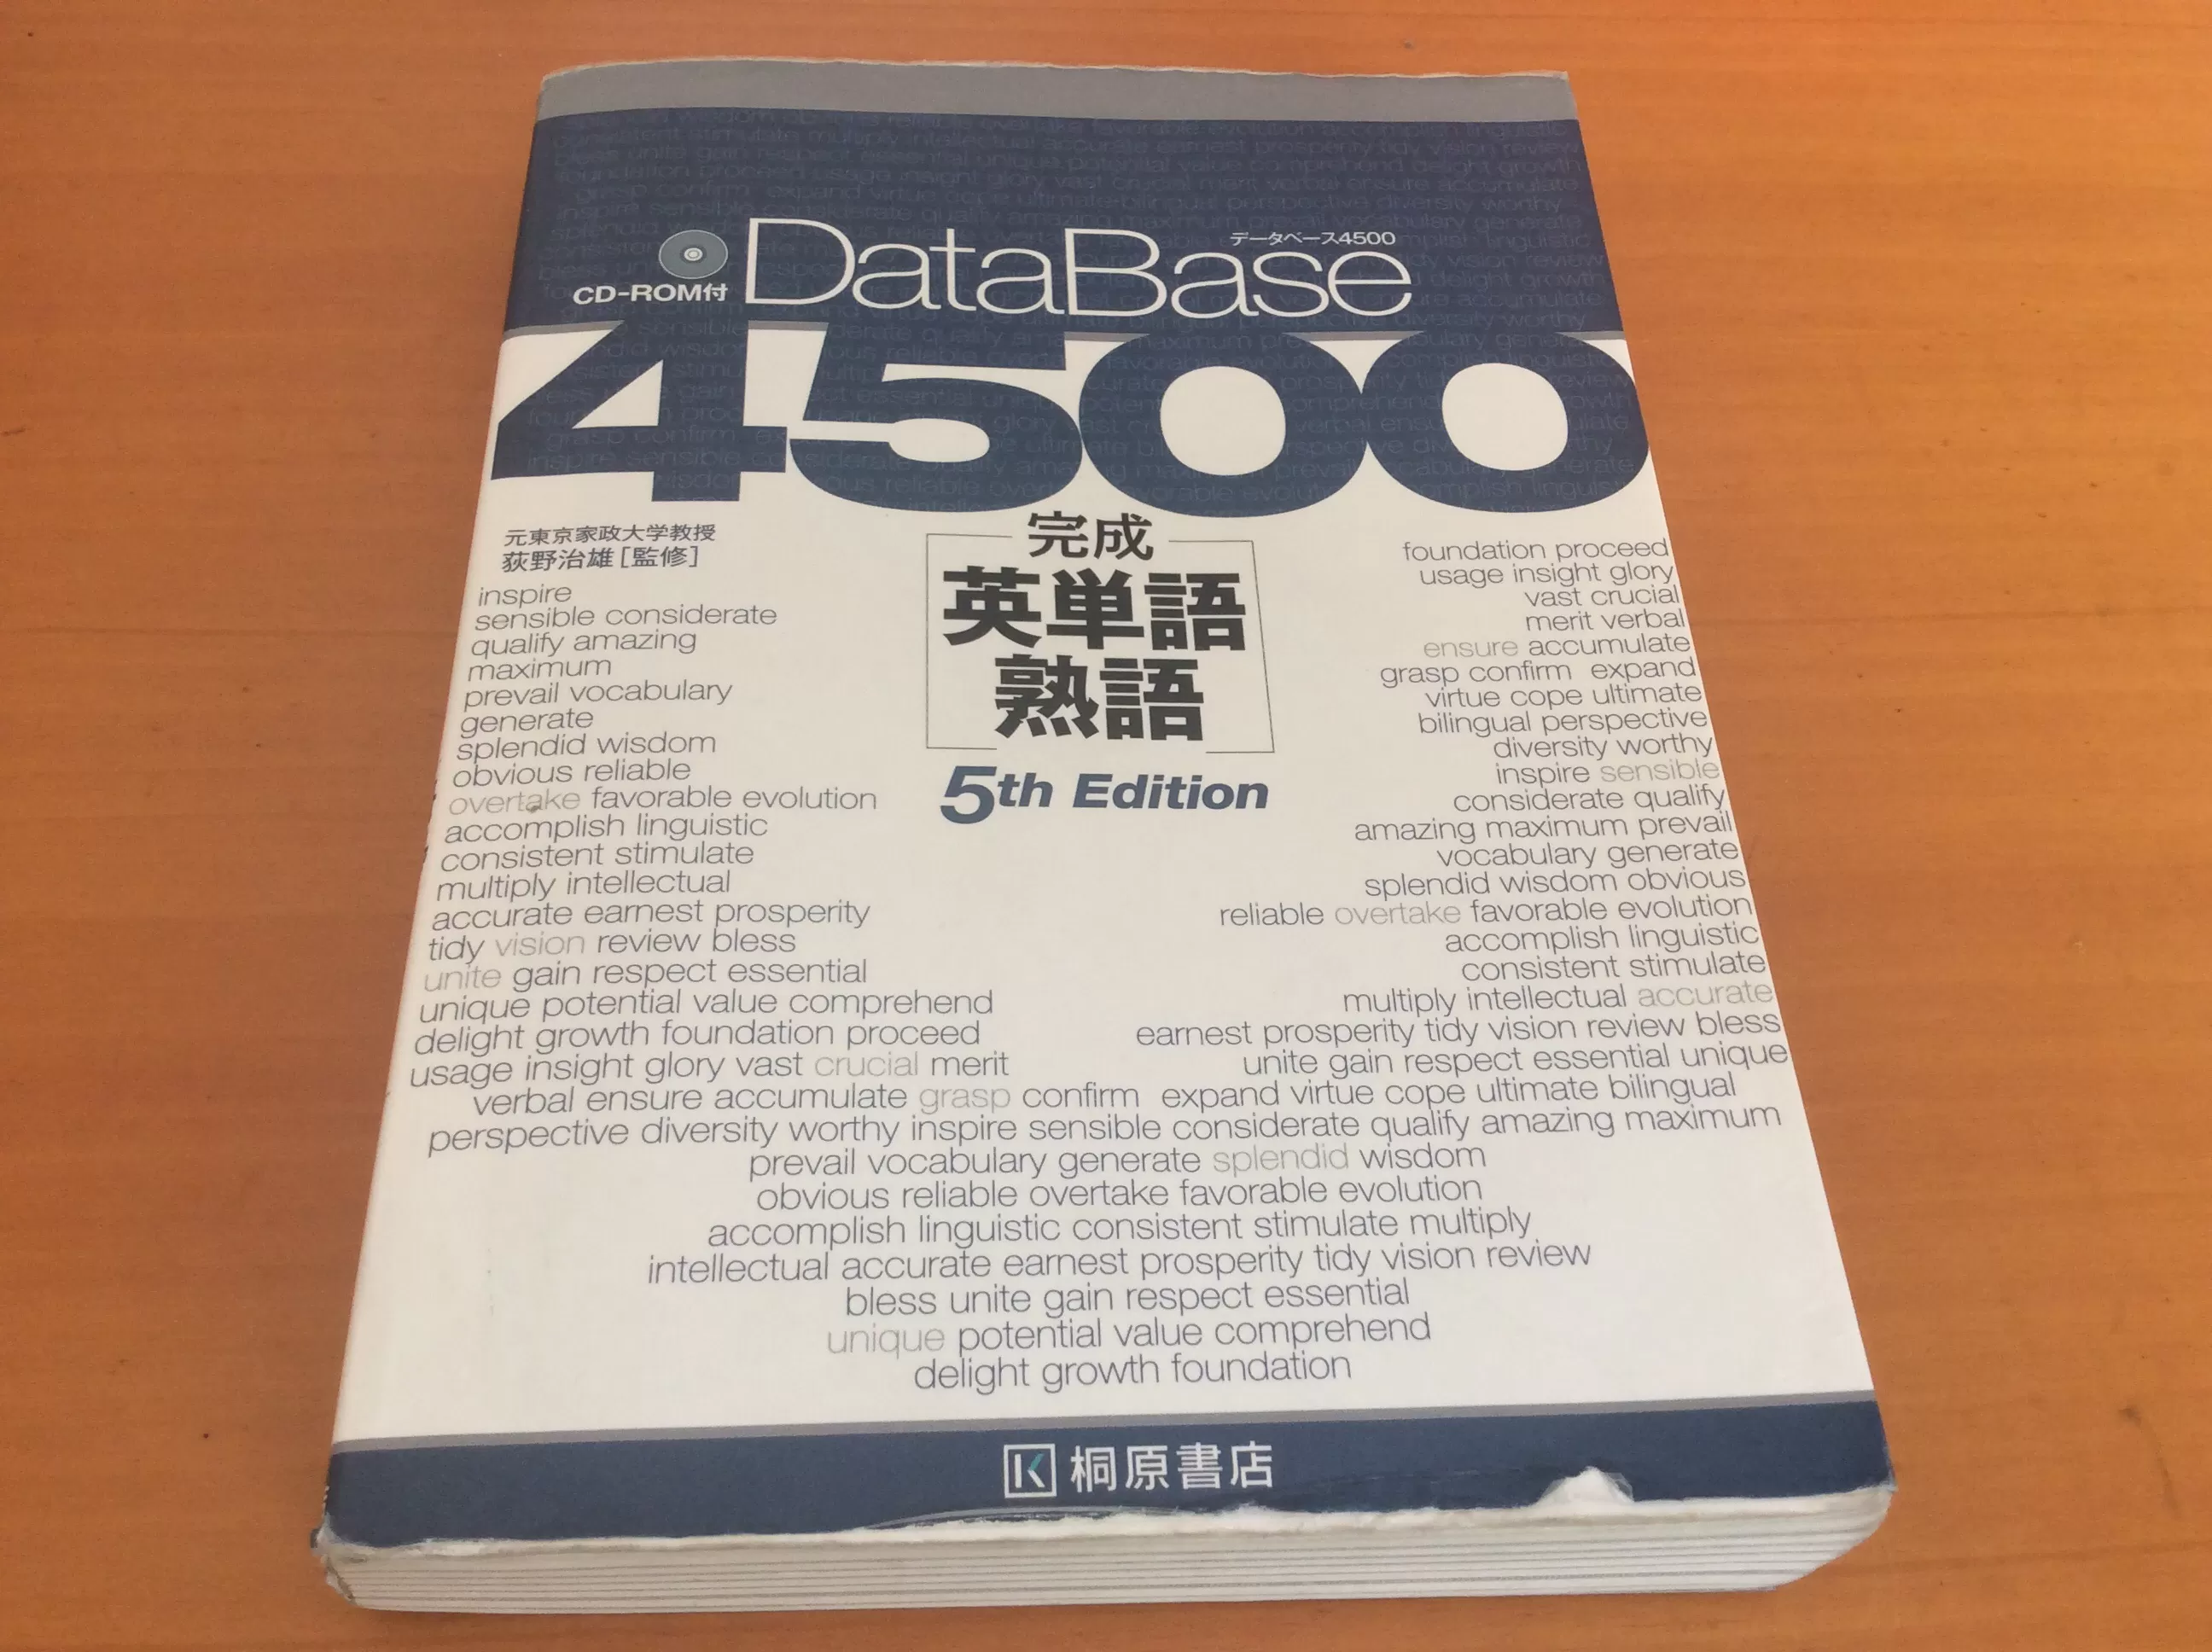 データベース4500
DataBase
CD-ROM付
4500
元東京家政大学教授
荻野治雄[監修]
完成
英単語
熟語
5th Edition
inspire
sensible considerate
qualify amazing
maximum
prevail vocabulary
generate
splendid wisdom
obvious reliable
overtake favorable evolution
accomplish linguistic
consistent stimulate
multiply intellectual
accurate earnest prosperity
tidy vision review bless
unite gain respect essential
unique potential value comprehend
delight growth foundation proceed
usage insight glory vast crucial merit
foundation proceed
usage insight glory
vast crucial
merit verbal
ensure accumulate
grasp confirm expand
virtue cope ultimate
bilingual perspective
diversity worthy
inspire sensible
considerate qualify
amazing maximum prevail
vocabulary generate
splendid wisdom obvious
reliable overtake favorable evolution
accomplish linguistic
consistent stimulate
multiply intellectual accurate
earnest prosperity tidy vision review bless
unite gain respect essential unique
verbal ensure accumulate grasp confirm expand virtue cope ultimate bilingual
perspective diversity worthy inspire sensible considerate qualify amazing maximum
prevail vocabulary generate splendid wisdom
obvious reliable overtake favorable evolution
accomplish linguistic consistent stimulate multiply
intellectual accurate earnest prosperity tidy vision review
bless unite gain respect essential
unique potential value comprehend
delight growth foundation
桐原書店